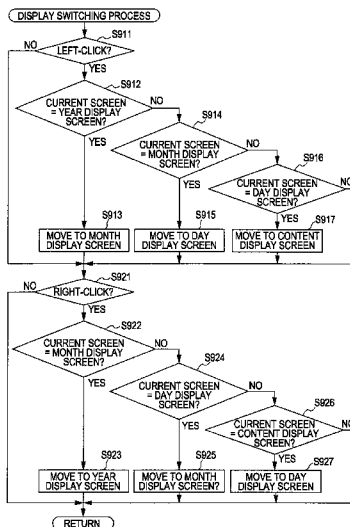 DISPLAY SWITCHING PROCESS
S911
LEFT-CLICK?
NO
YES
S912
CURRENT SCREEN
= YEAR DISPLAY
SCREEN?
NO
YES
S914
CURRENT SCREEN
= MONTH DISPLAY
SCREEN?
NO
YES
S916
CURRENT SCREEN
= DAY DISPLAY
SCREEN?
NO
YES
S913
MOVE TO MONTH
DISPLAY SCREEN
S915
MOVE TO DAY
DISPLAY SCREEN
S917
MOVE TO CONTENT
DISPLAY SCREEN
S921
RIGHT-CLICK?
NO
YES
S922
CURRENT SCREEN
= MONTH DISPLAY
SCREEN?
NO
YES
S924
CURRENT SCREEN
= DAY DISPLAY
SCREEN?
NO
YES
S926
CURRENT SCREEN
= CONTENT DISPLAY
SCREEN?
NO
YES
S923
MOVE TO YEAR
DISPLAY SCREEN
S925
MOVE TO MONTH
DISPLAY SCREEN?
S927
MOVE TO DAY
DISPLAY SCREEN
RETURN